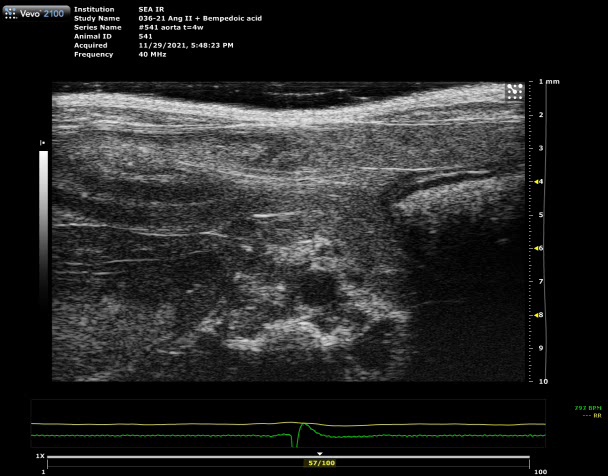 Vevo 2100
Institution SEA IR
Study Name 036-21 Ang II + Bempedoic acid
Series Name #541 aorta t=4w
Animal ID 541
Acquired 11/29/2021, 5:48:23 PM
Frequency 40 MHz
1 mm
2
3
4
5
6
7
8
9
10
292 BPM
--- RR
1X
57/100
1
100